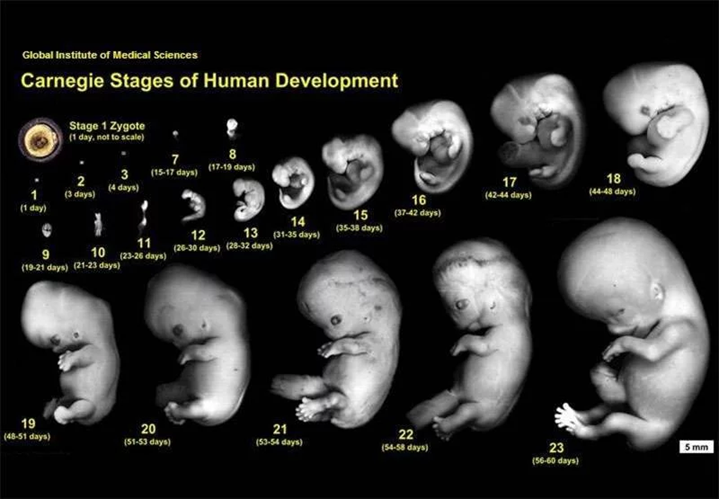 Global Institute of Medical Sciences
Carnegie Stages of Human Development
Stage 1 Zygote
(1 day, not to scale)
1
(1 day)
2
(3 days)
3
(4 days)
7
(15-17 days)
8
(17-19 days)
9
(19-21 days)
10
(21-23 days)
11
(23-26 days)
12
(26-30 days)
13
(28-32 days)
14
(31-35 days)
15
(35-38 days)
16
(37-42 days)
17
(42-44 days)
18
(44-48 days)
19
(48-51 days)
20
(51-53 days)
21
(53-54 days)
22
(54-58 days)
23
(56-60 days)
5 mm